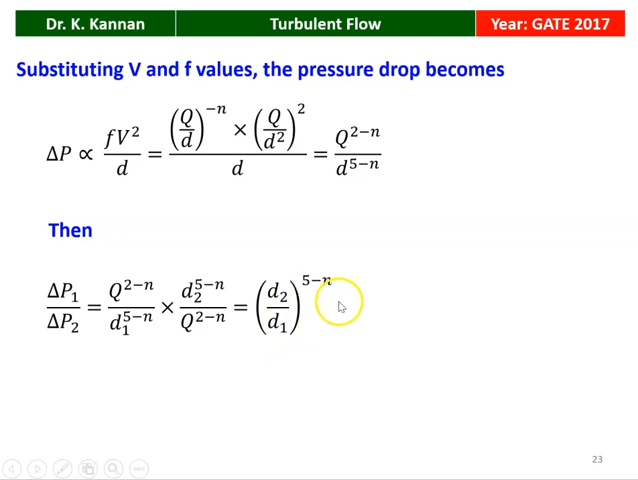 Dr. K. Kannan Turbulent Flow Year: GATE 2017
Substituting V and f values, the pressure drop becomes
ΔP ∝ fV²/d = ((Q/d)^(−n) × (Q/d²)²)/d = Q^(2−n)/d^(5−n)
Then
ΔP₁/ΔP₂ = Q^(2−n)/d₁^(5−n) × d₂^(5−n)/Q^(2−n) = (d₂/d₁)^(5−n)
23